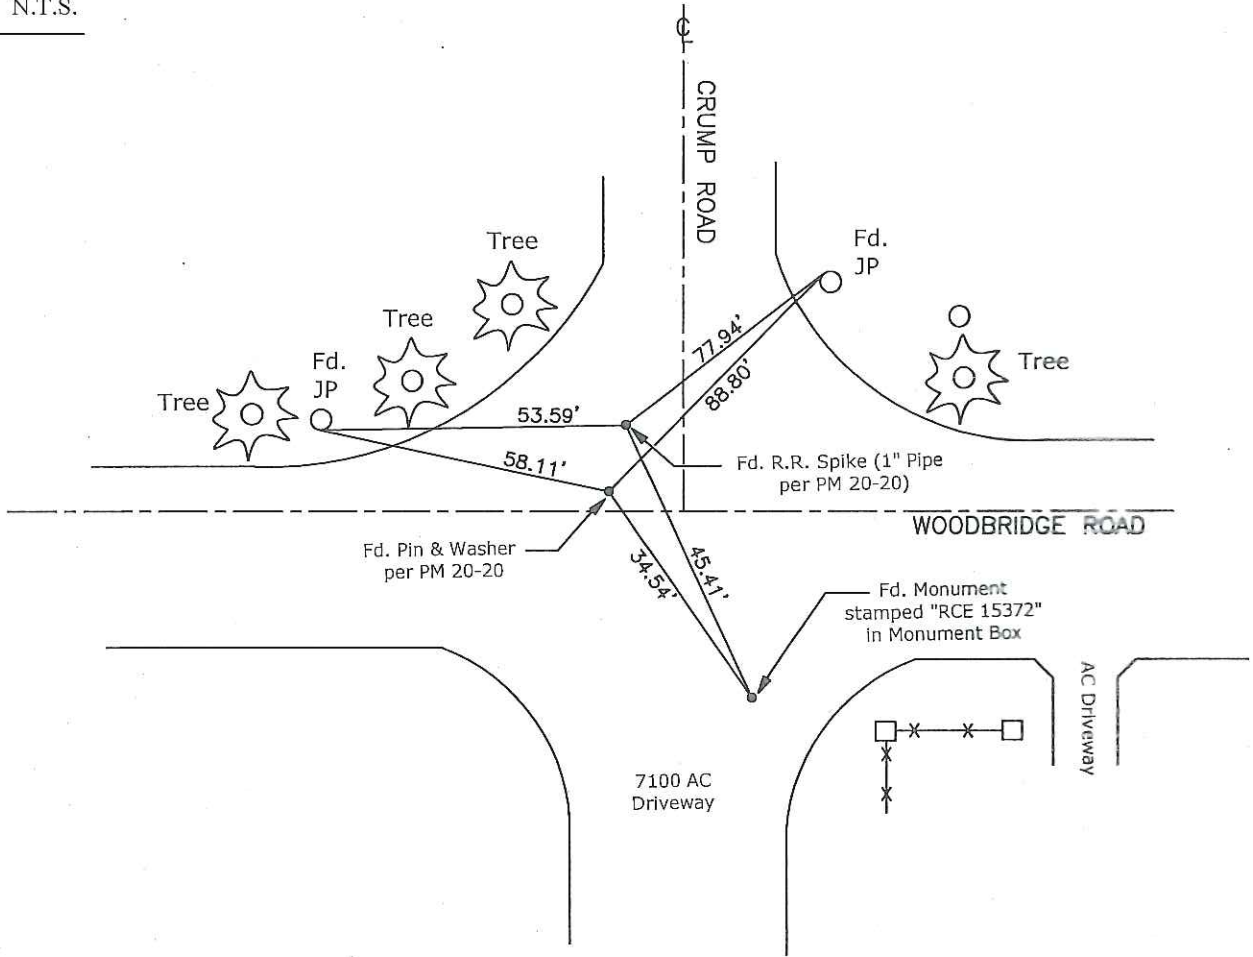 N.T.S.
℄
CRUMP ROAD
Tree
Fd.
JP
Tree
Fd.
JP
77.94'
Tree
Tree
88.80'
53.59'
58.11'
Fd. R.R. Spike (1" Pipe
per PM 20-20)
WOODBRIDGE ROAD
Fd. Pin & Washer
per PM 20-20
34.54'
45.41'
Fd. Monument
stamped "RCE 15372"
in Monument Box
AC Driveway
7100 AC
Driveway